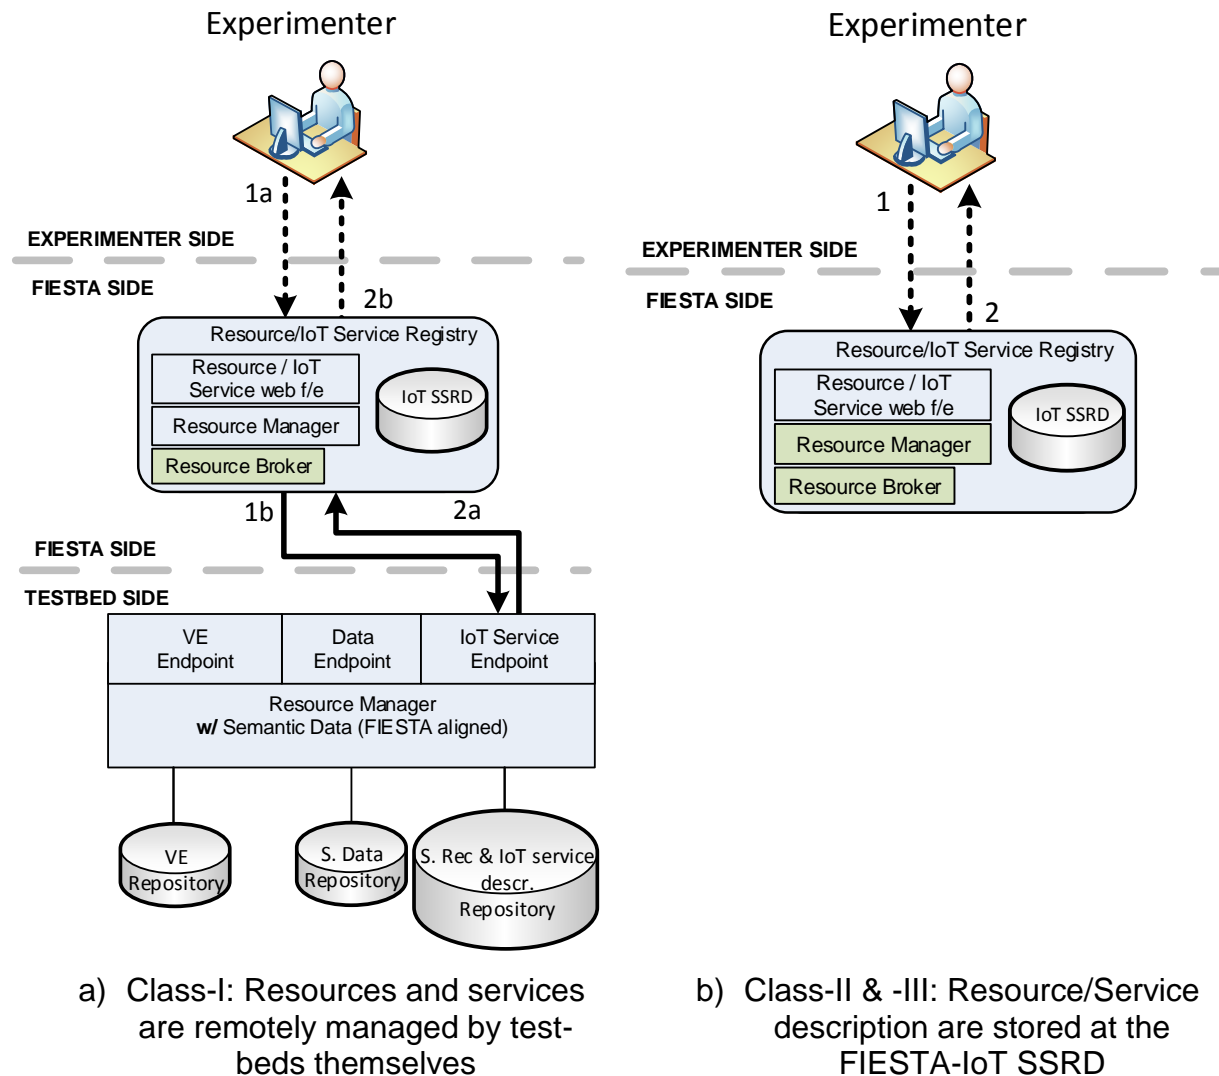 Experimenter
1a
EXPERIMENTER SIDE
FIESTA SIDE
2b
Resource/IoT Service Registry
Resource / IoT
Service web f/e
IoT SSRD
Resource Manager
Resource Broker
1b
2a
FIESTA SIDE
TESTBED SIDE
VE
Endpoint
Data
Endpoint
IoT Service
Endpoint
Resource Manager
w/ Semantic Data (FIESTA aligned)
VE
Repository
S. Data
Repository
S. Rec & IoT service
descr.
Repository
a) Class-I: Resources and services
are remotely managed by test-
beds themselves
Experimenter
1
EXPERIMENTER SIDE
FIESTA SIDE
2
Resource/IoT Service Registry
Resource / IoT
Service web f/e
IoT SSRD
Resource Manager
Resource Broker
b) Class-II & -III: Resource/Service
description are stored at the
FIESTA-IoT SSRD